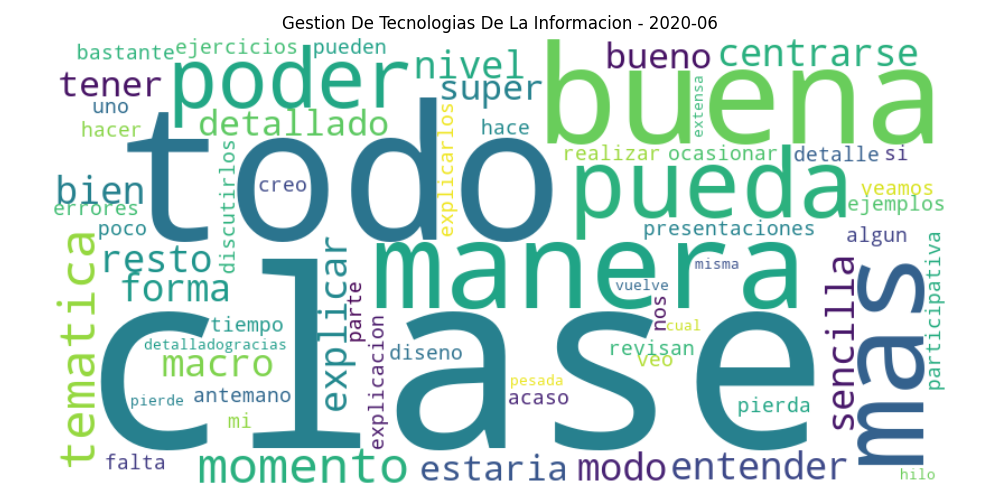 Gestion De Tecnologias De La Informacion - 2020-06
bastante ejercicios pueden
tener poder nivel super buena bueno centrarse
uno detallado
hacer todo explicarlos hace extensa
realizar ocasionar detalle si
bien creo discutirlos pueda veamos
errores ejemplos
poco presentaciones algun
resto manera misma
tematica forma explicar parte vuelve nos sencilla mas participativa
tiempo clase cual
detalladogracias macro explicacion diseno revisan
veo
pierde antemano pesada acaso
mi pierda
falta momento estaria modo entender hilo